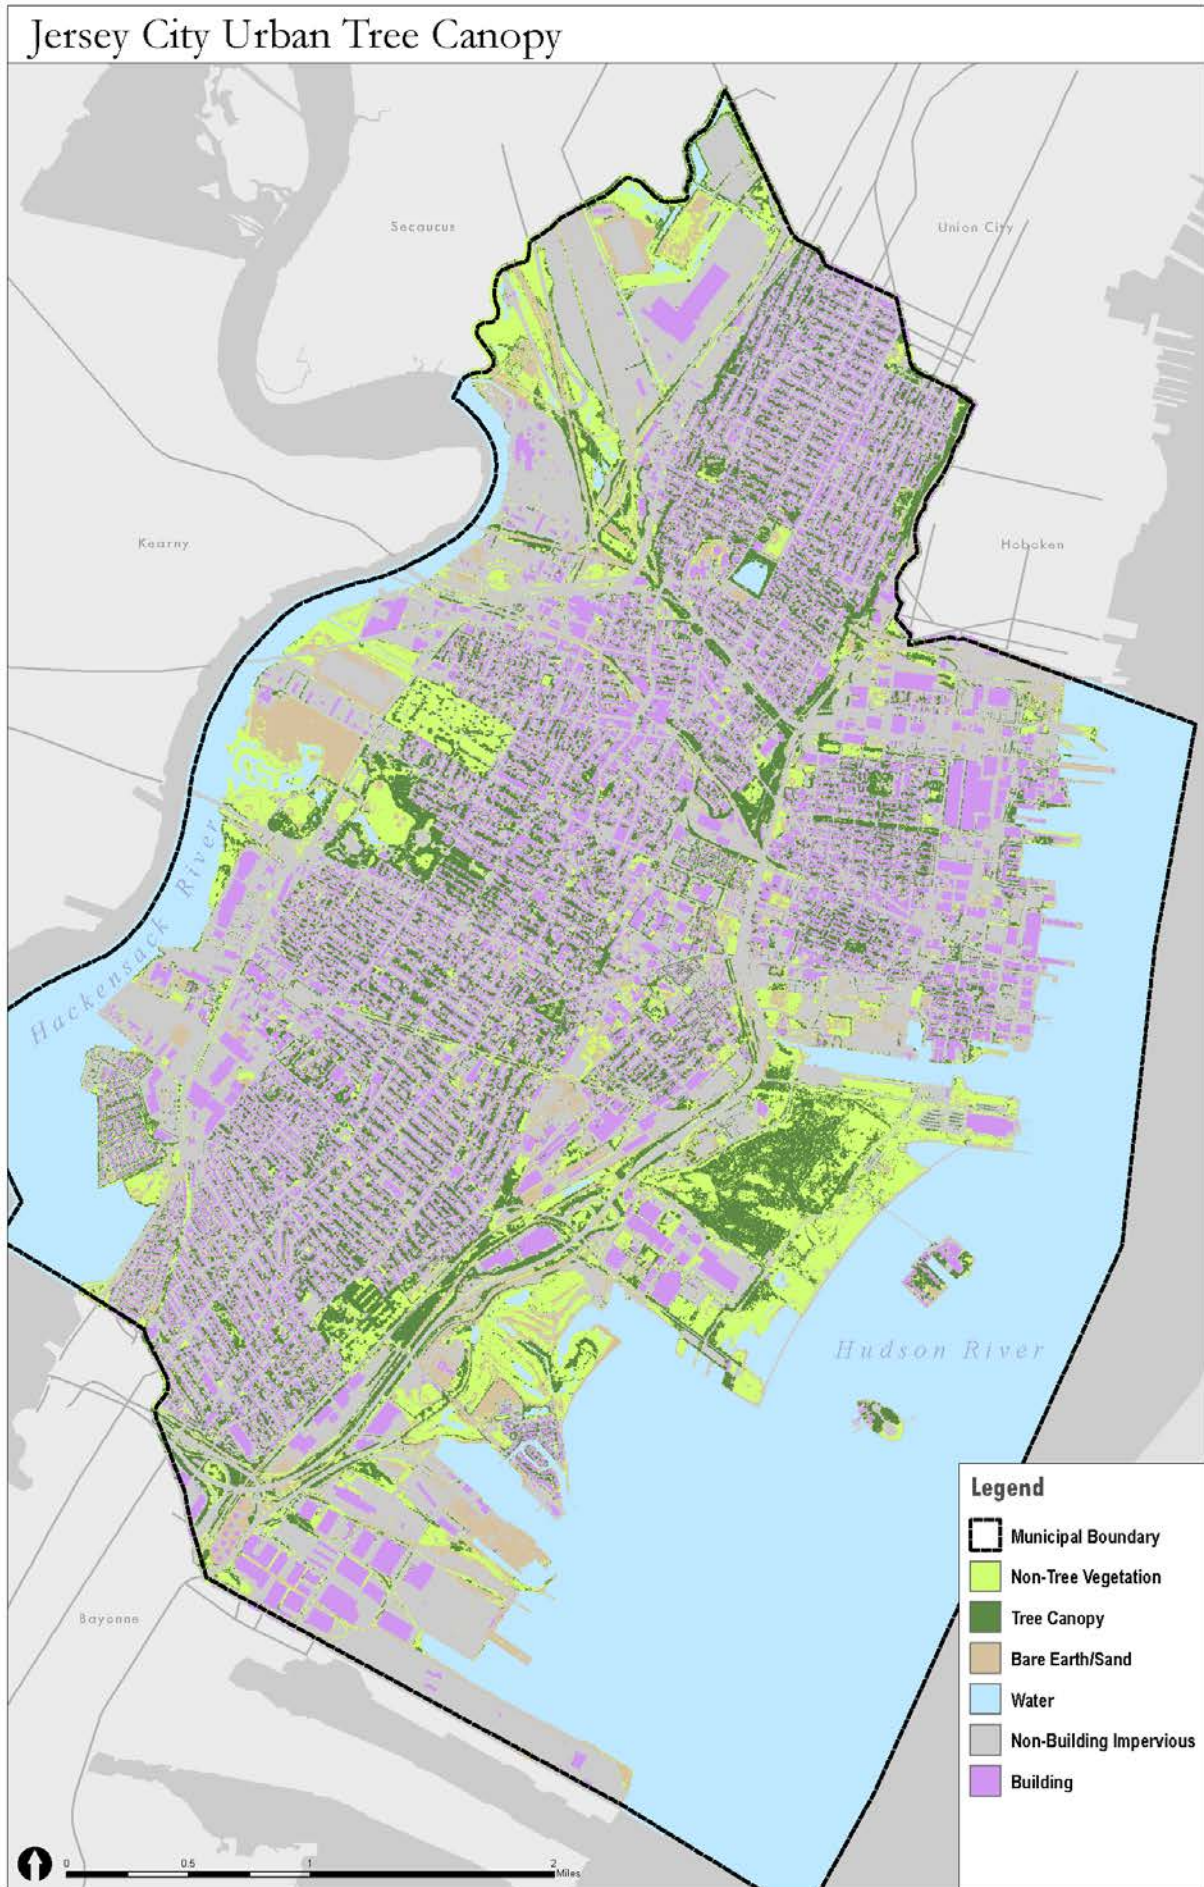 Jersey City Urban Tree Canopy
Secaucus
Union City
Kearny
Hoboken
Hackensack River
Hudson River
Bayonne
Legend
Municipal Boundary
Non-Tree Vegetation
Tree Canopy
Bare Earth/Sand
Water
Non-Building Impervious
Building
0 0.5 1 2
Miles